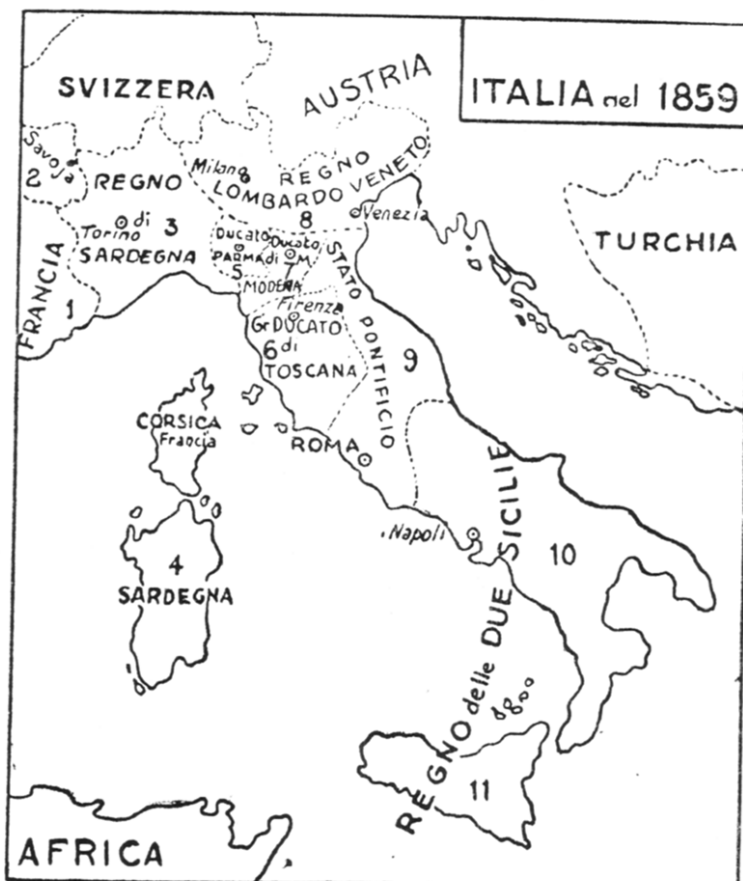 ITALIA nel 1859
SVIZZERA
AUSTRIA
Savoja
2
REGNO
di
SARDEGNA
3
Torino
Milano
REGNO
LOMBARDO VENETO
8
Venezia
TURCHIA
FRANCIA
1
Ducato
PARMA
5
Ducato
di M.
7
MODENA
Firenze
Gr DUCATO
6 di
TOSCANA
STATO PONTIFICIO
9
CORSICA
Francia
ROMA
Napoli
4
SARDEGNA
REGNO delle DUE SICILIE
10
11
AFRICA